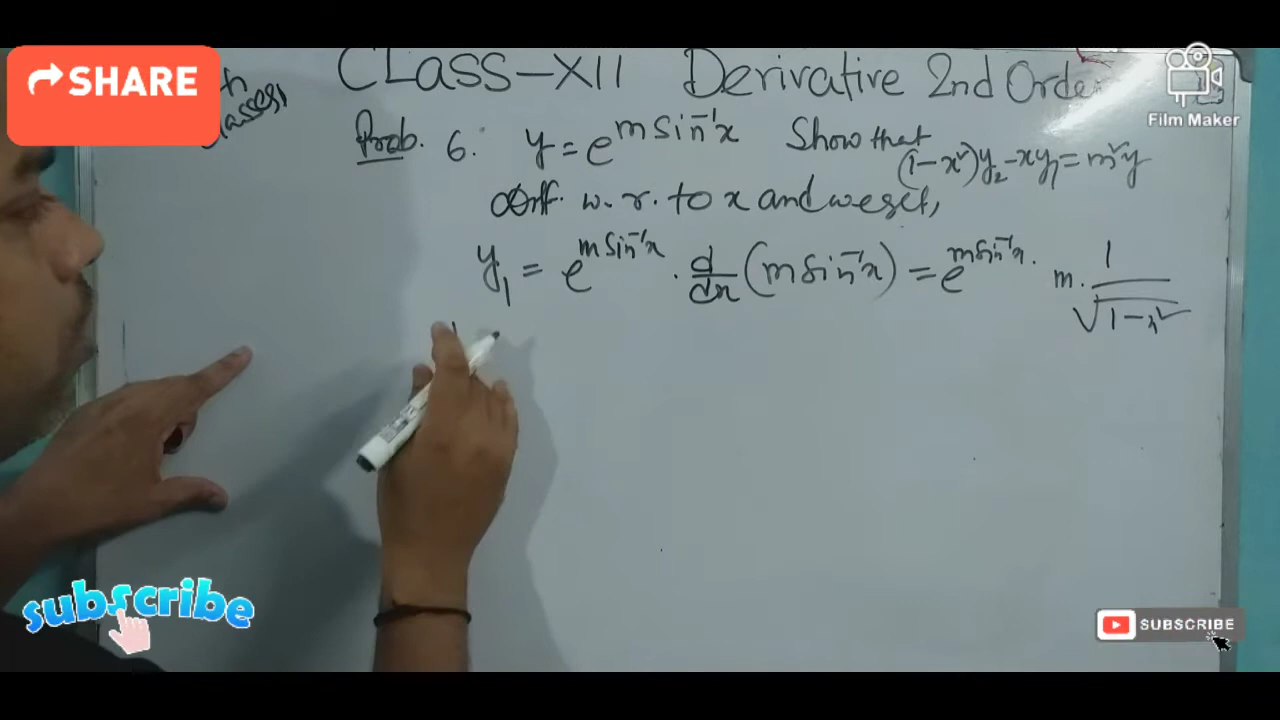 SHARE
CLASS-XII Derivative 2nd Order
Film Maker
Prob. 6. y = e^{m sin⁻¹x} Show that
(1-x²)y₂-xy₁=m²y
Diff. w. r. to x and we get,
y₁ = e^{m sin⁻¹x} . d/dx (m sin⁻¹x) = e^{m sin⁻¹x} . m . 1/√(1-x²)
subscribe
SUBSCRIBE